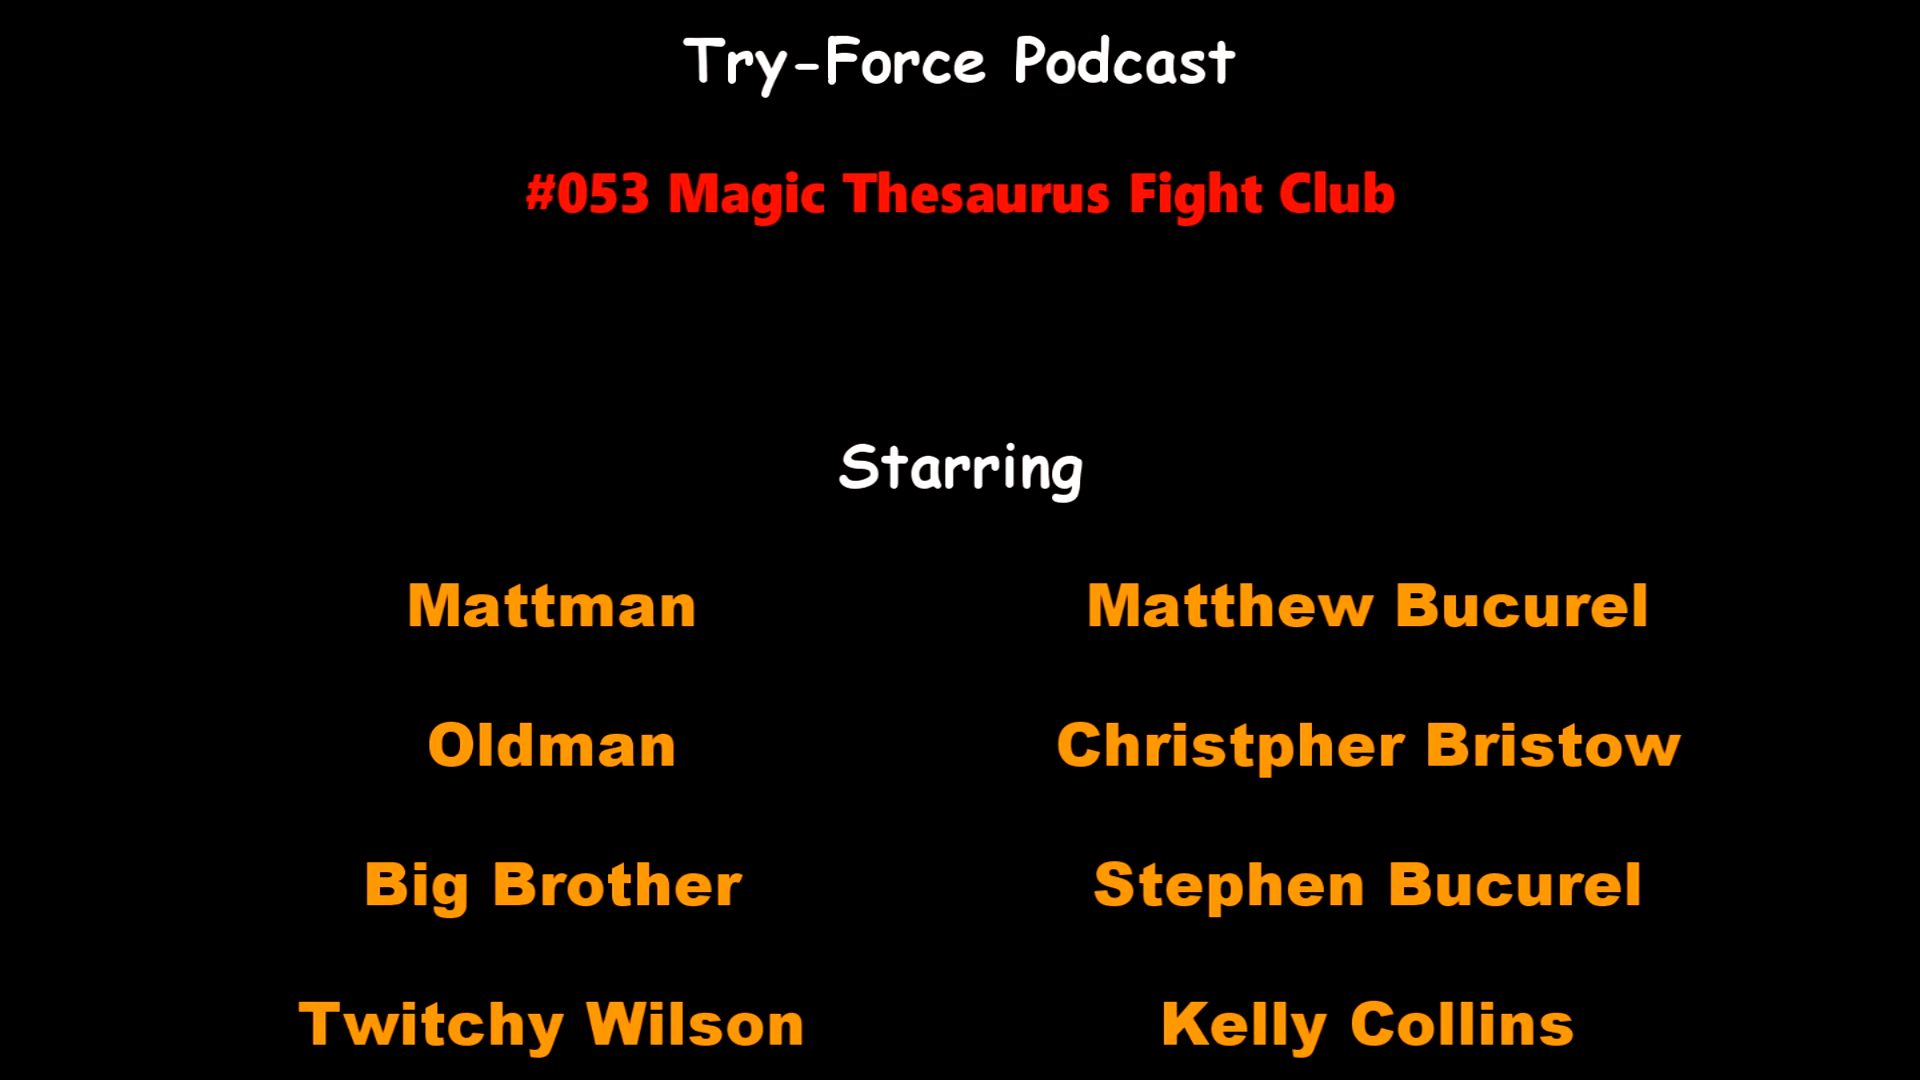 Try-Force Podcast
#053 Magic Thesaurus Fight Club
Starring
Mattman Matthew Bucurel
Oldman Christpher Bristow
Big Brother Stephen Bucurel
Twitchy Wilson Kelly Collins